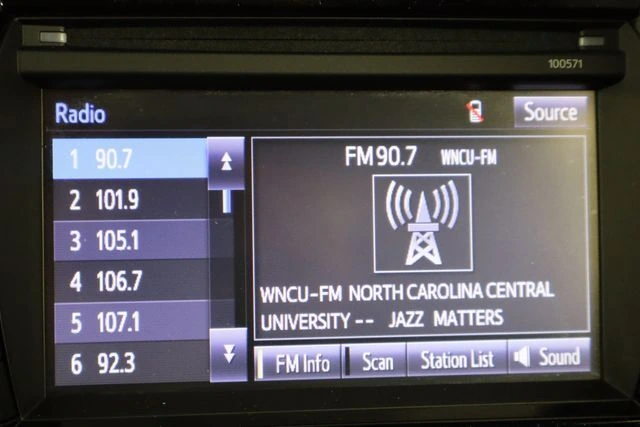 100571
Radio
Source
1 90.7
2 101.9
3 105.1
4 106.7
5 107.1
6 92.3
FM 90.7 WNCU-FM
WNCU-FM NORTH CAROLINA CENTRAL
UNIVERSITY -- JAZZ MATTERS
FM Info Scan Station List Sound